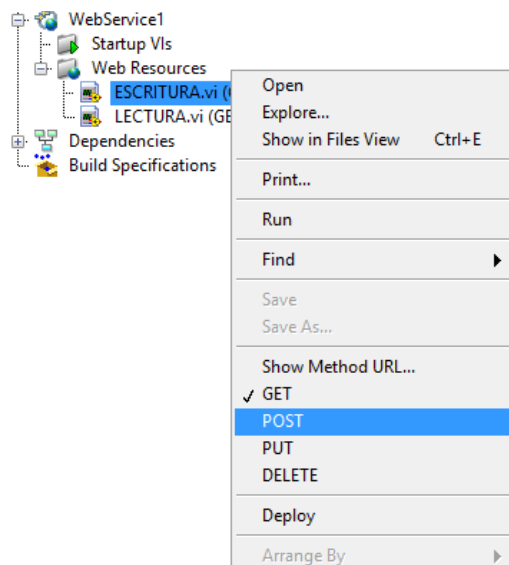 WebService1
Startup VIs
Web Resources
ESCRITURA.vi (
LECTURA.vi (GE
Dependencies
Build Specifications
Open
Explore...
Show in Files View Ctrl+E
Print...
Run
Find
Save
Save As...
Show Method URL...
GET
POST
PUT
DELETE
Deploy
Arrange By